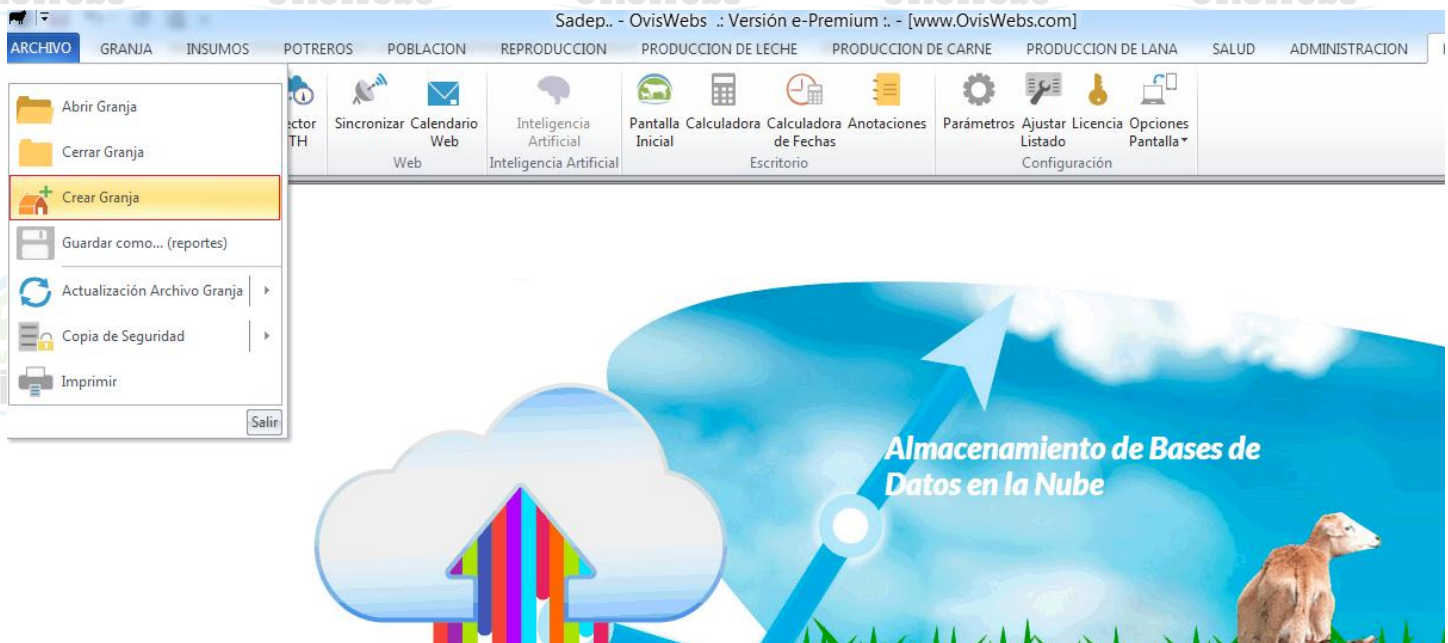 Sadep.. - OvisWebs .: Versión e-Premium :. - [www.OvisWebs.com]
ARCHIVO GRANJA INSUMOS POTREROS POBLACION REPRODUCCION PRODUCCION DE LECHE PRODUCCION DE CARNE PRODUCCION DE LANA SALUD ADMINISTRACION
Abrir Granja
Cerrar Granja
Crear Granja
Guardar como... (reportes)
Actualización Archivo Granja
Copia de Seguridad
Imprimir
Salir
ector
TH
Sincronizar
Calendario
Web
Web
Inteligencia
Artificial
Inteligencia Artificial
Pantalla
Inicial
Calculadora
Calculadora
de Fechas
Anotaciones
Escritorio
Parámetros
Ajustar
Listado
Licencia
Opciones
Pantalla
Configuración
Almacenamiento de Bases de
Datos en la Nube